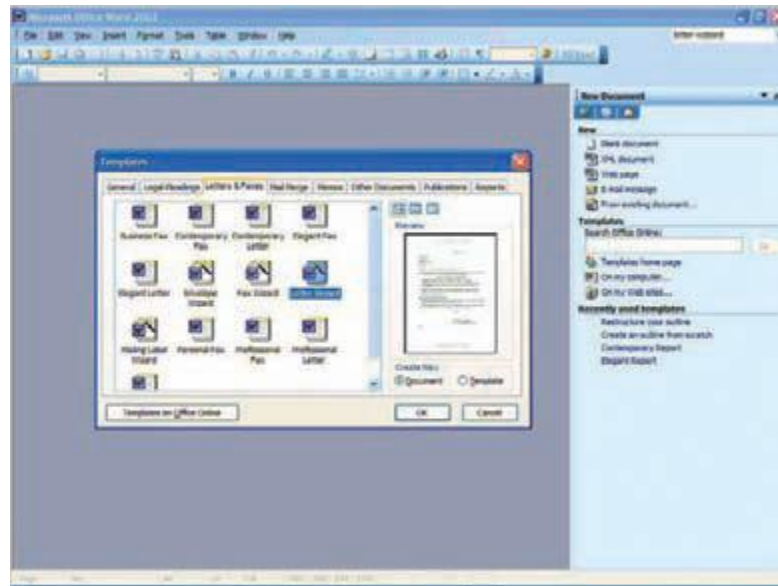 Microsoft Office Word 2003
File Edit View Insert Format Tools Table Window Help
letter wizard
New Document
New
Blank document
XML document
Web page
E-mail message
From existing document...
Templates
Search Office Online:
Go
Templates home page
On my computer...
On my Web sites...
Recently used templates
Restructure your outline
Create an outline from scratch
Contemporary Report
Elegant Report
Templates
General Legal Pleadings Letters & Faxes Mail Merge Memos Other Documents Publications Reports
Business Fax Contemporary Fax Contemporary Letter Elegant Fax
Elegant Letter Envelope Wizard Fax Wizard Letter Wizard
Mailing Label Wizard Personal Fax Professional Fax Professional Letter
Preview
Create New
Document Template
Templates on Office Online
OK Cancel